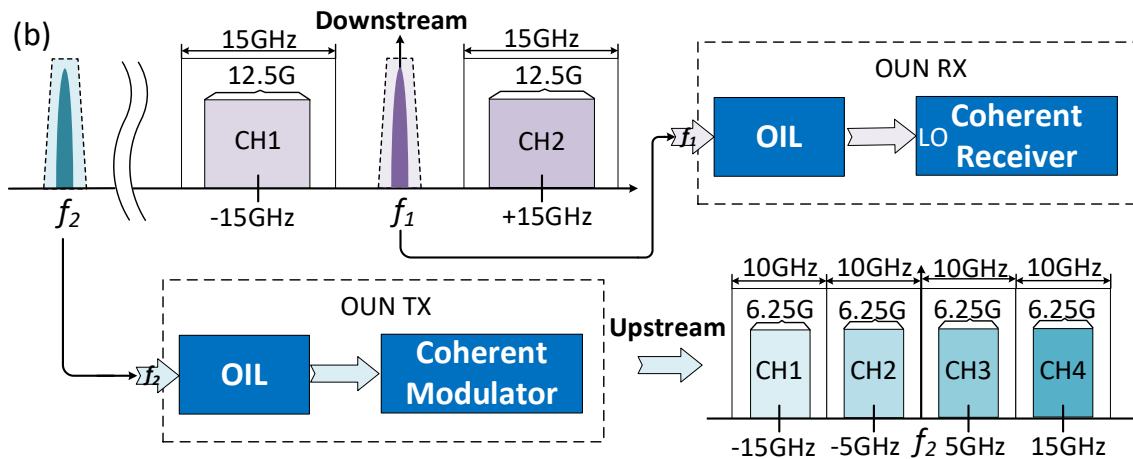 (b)
Downstream
15GHz
15GHz
12.5G
12.5G
CH1
CH2
f2
-15GHz
f1
+15GHz
OUN RX
f1
OIL
LO
Coherent
Receiver
OUN TX
f2
OIL
Coherent
Modulator
Upstream
10GHz
10GHz
10GHz
10GHz
6.25G
6.25G
6.25G
6.25G
CH1
CH2
CH3
CH4
-15GHz
-5GHz
f2
5GHz
15GHz